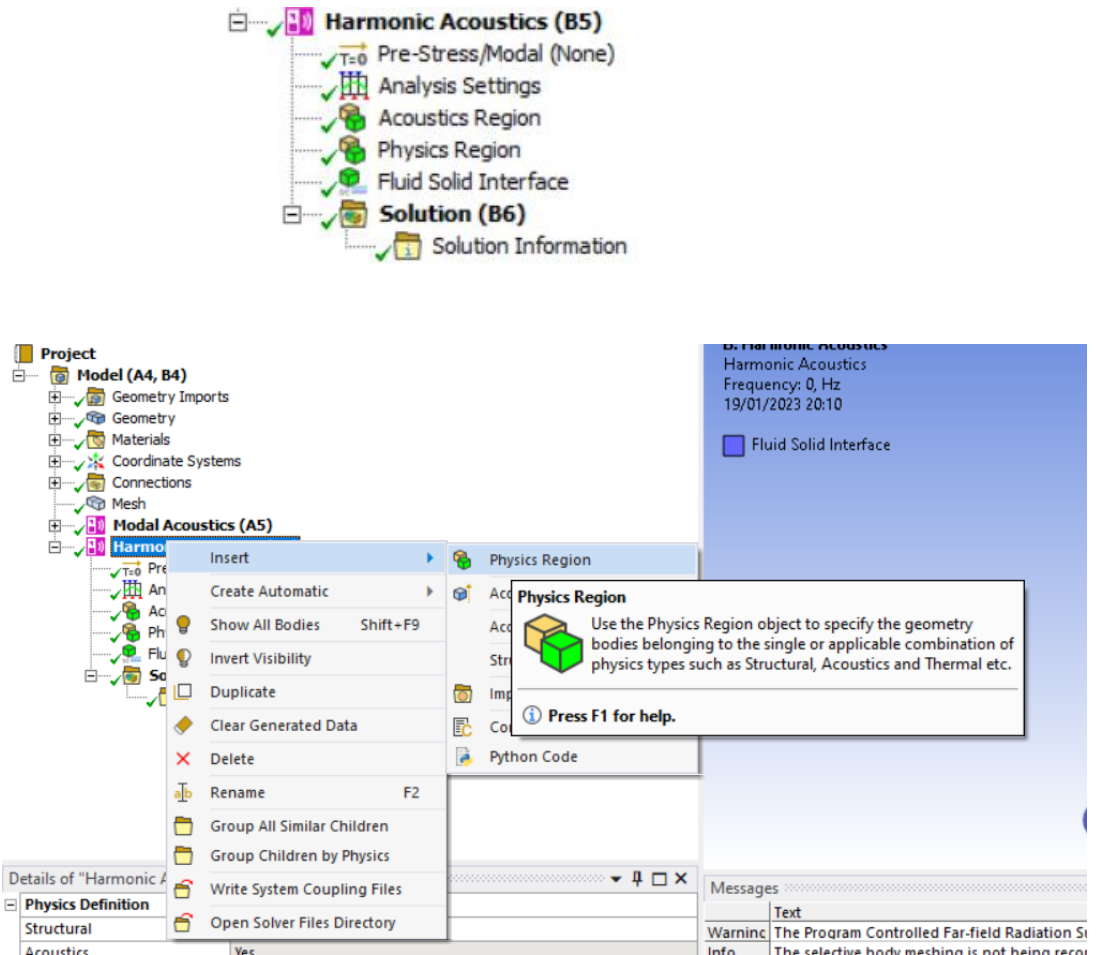 Harmonic Acoustics (B5)
T=0 Pre-Stress/Modal (None)
Analysis Settings
Acoustics Region
Physics Region
Fluid Solid Interface
Solution (B6)
Solution Information
Project
Model (A4, B4)
Geometry Imports
Geometry
Materials
Coordinate Systems
Connections
Mesh
Modal Acoustics (A5)
Harmo
T=0 Pre
An
Ac
Ph
Flu
So
Insert
Create Automatic
Show All Bodies Shift+F9
Invert Visibility
Duplicate
Clear Generated Data
Delete
Rename F2
Group All Similar Children
Group Children by Physics
Write System Coupling Files
Open Solver Files Directory
Physics Region
Acc
Acc
Stru
Imp
Co
Python Code
Physics Region
Use the Physics Region object to specify the geometry
bodies belonging to the single or applicable combination of
physics types such as Structural, Acoustics and Thermal etc.
Press F1 for help.
B: Harmonic Acoustics
Harmonic Acoustics
Frequency: 0, Hz
19/01/2023 20:10
Fluid Solid Interface
Details of "Harmonic A
Physics Definition
Structural
Acoustics Yes
Messages
Text
Warning The Program Controlled Far-field Radiation Su
Info The selective body meshing is not being recor